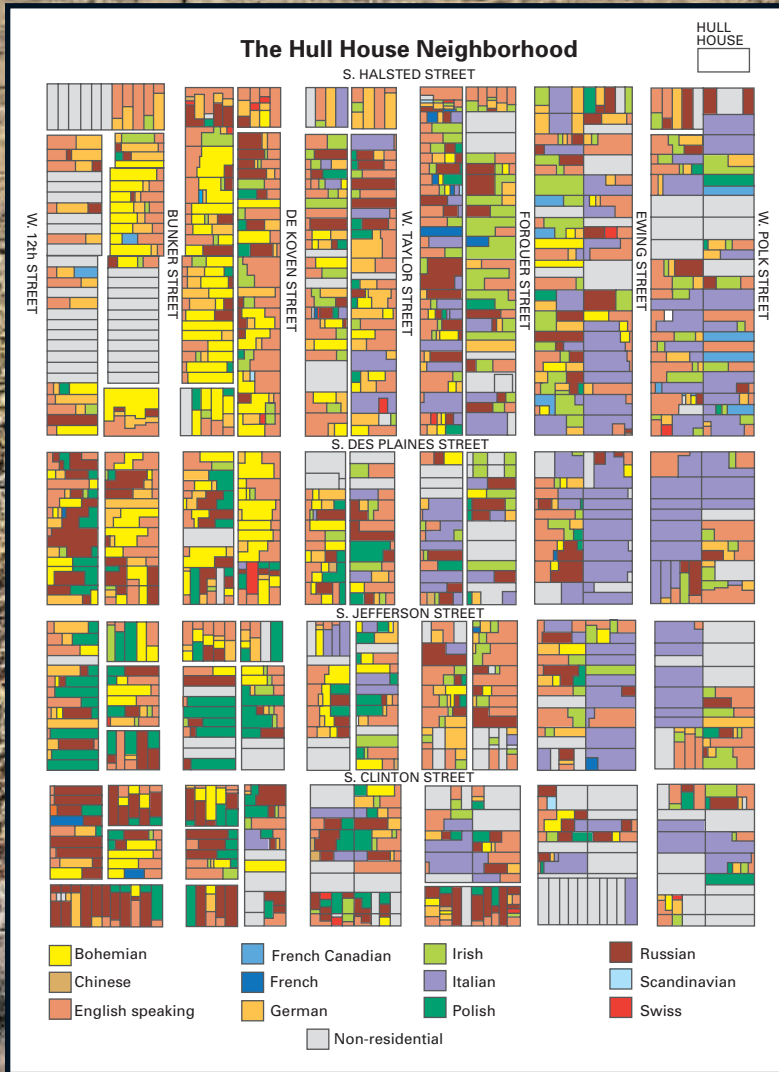 The Hull House Neighborhood
HULL
HOUSE
S. HALSTED STREET
W. 12th STREET
BUNKER STREET
DE KOVEN STREET
W. TAYLOR STREET
FORQUER STREET
EWING STREET
W. POLK STREET
S. DES PLAINES STREET
S. JEFFERSON STREET
S. CLINTON STREET
Bohemian
French Canadian
Irish
Russian
Chinese
French
Italian
Scandinavian
English speaking
German
Polish
Swiss
Non-residential